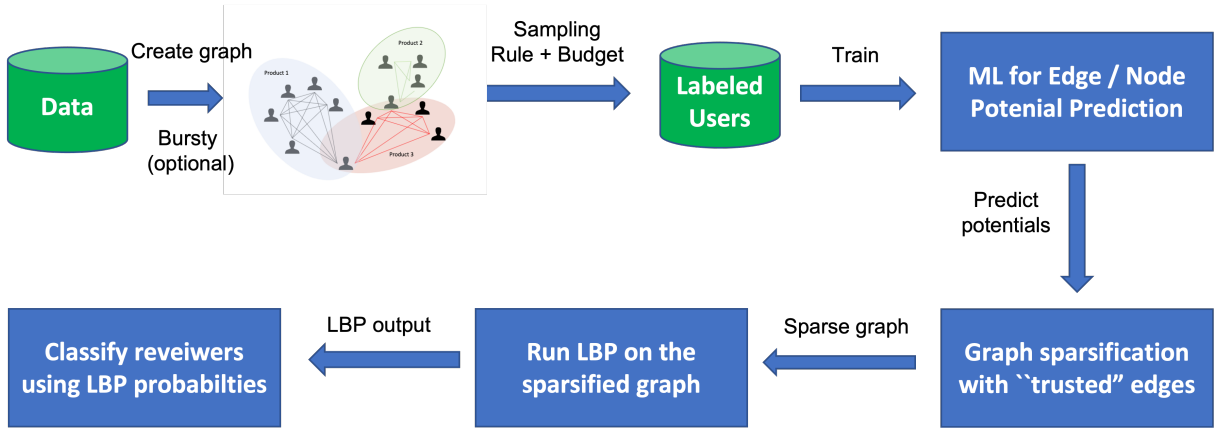 Data
Create graph
Bursty
(optional)
Product 1
Product 2
Product 3
Sampling
Rule + Budget
Labeled
Users
Train
ML for Edge / Node
Potenial Prediction
Predict
potentials
Graph sparsification
with ``trusted” edges
Sparse graph
Run LBP on the
sparsified graph
LBP output
Classify reveiwers
using LBP probabilties